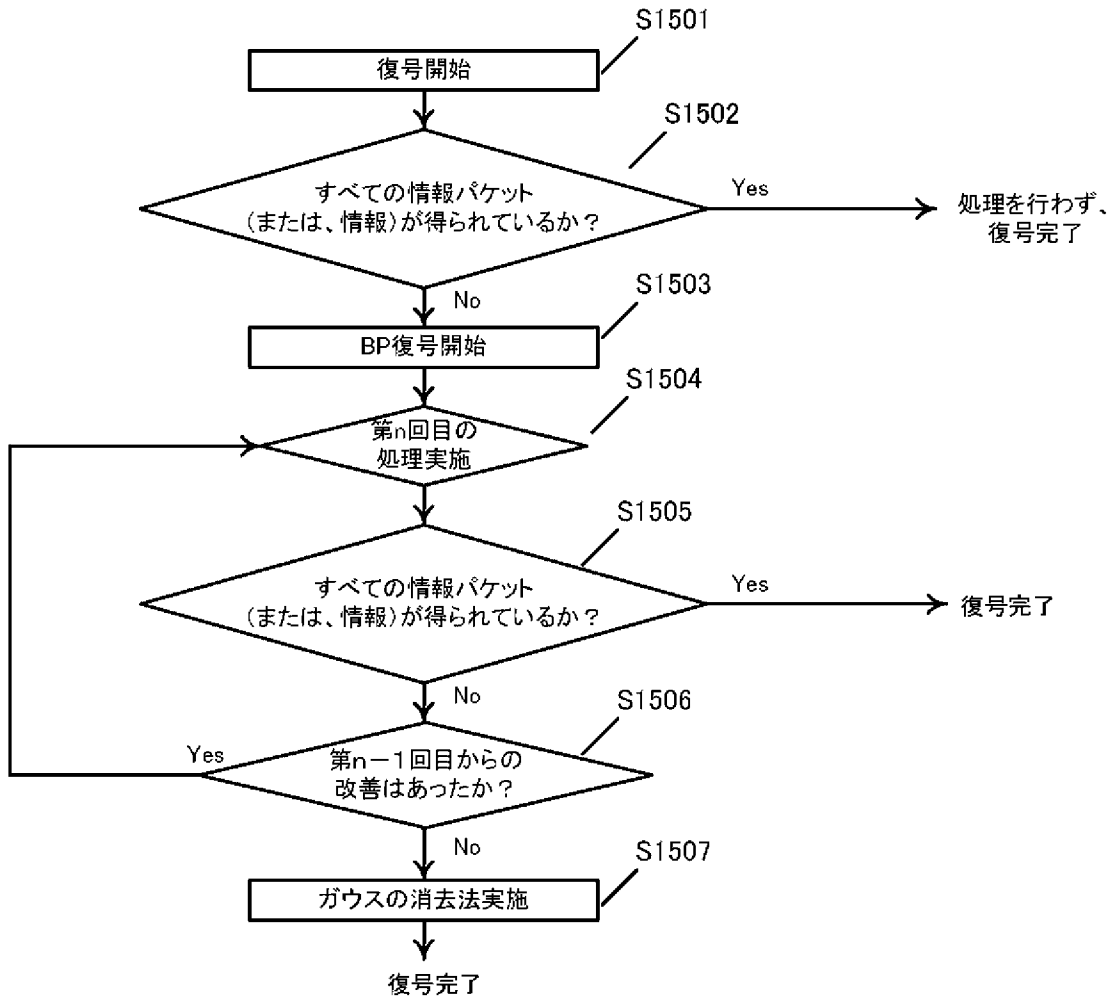 S1501
復号開始
S1502
すべての情報パケット
(または、情報)が得られているか？
Yes
処理を行わず、
復号完了
No
S1503
BP復号開始
S1504
第n回目の
処理実施
S1505
すべての情報パケット
(または、情報)が得られているか？
Yes
復号完了
No
S1506
Yes
第n－1回目からの
改善はあったか？
No
S1507
ガウスの消去法実施
復号完了